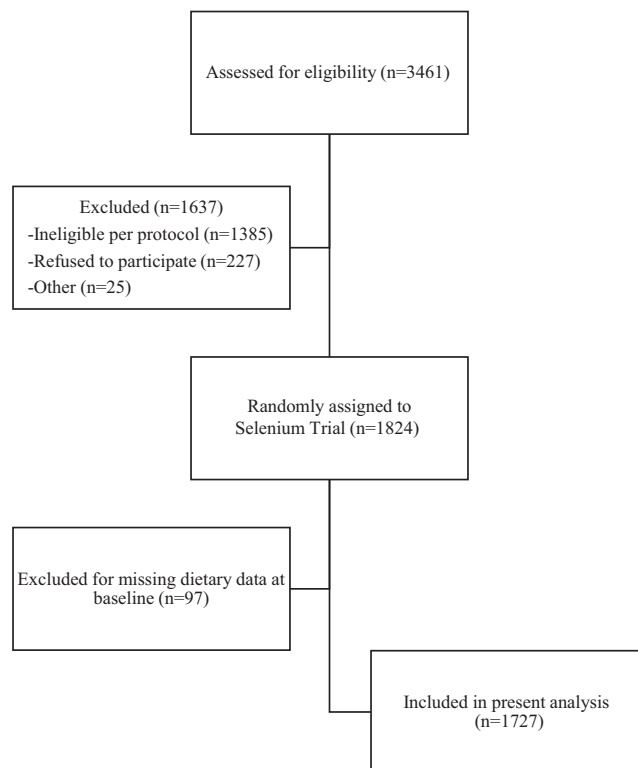 Assessed for eligibility (n=3461)
Excluded (n=1637)
-Ineligible per protocol (n=1385)
-Refused to participate (n=227)
-Other (n=25)
Randomly assigned to
Selenium Trial (n=1824)
Excluded for missing dietary data at
baseline (n=97)
Included in present analysis
(n=1727)